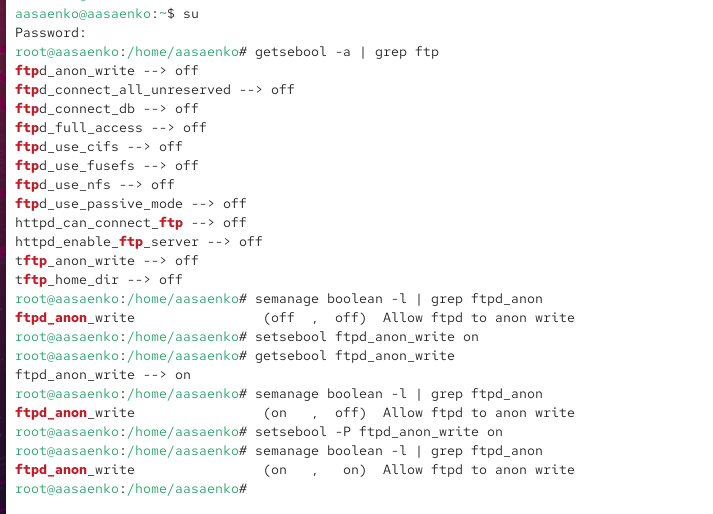 aasaenko@aasaenko:~$ su
Password:
root@aasaenko:/home/aasaenko# getsebool -a | grep ftp
ftpd_anon_write --> off
ftpd_connect_all_unreserved --> off
ftpd_connect_db --> off
ftpd_full_access --> off
ftpd_use_cifs --> off
ftpd_use_fusefs --> off
ftpd_use_nfs --> off
ftpd_use_passive_mode --> off
httpd_can_connect_ftp --> off
httpd_enable_ftp_server --> off
tftp_anon_write --> off
tftp_home_dir --> off
root@aasaenko:/home/aasaenko# semanage boolean -l | grep ftpd_anon
ftpd_anon_write                (off  ,  off)  Allow ftpd to anon write
root@aasaenko:/home/aasaenko# setsebool ftpd_anon_write on
root@aasaenko:/home/aasaenko# getsebool ftpd_anon_write
ftpd_anon_write --> on
root@aasaenko:/home/aasaenko# semanage boolean -l | grep ftpd_anon
ftpd_anon_write                (on   ,  off)  Allow ftpd to anon write
root@aasaenko:/home/aasaenko# setsebool -P ftpd_anon_write on
root@aasaenko:/home/aasaenko# semanage boolean -l | grep ftpd_anon
ftpd_anon_write                (on   ,   on)  Allow ftpd to anon write
root@aasaenko:/home/aasaenko#